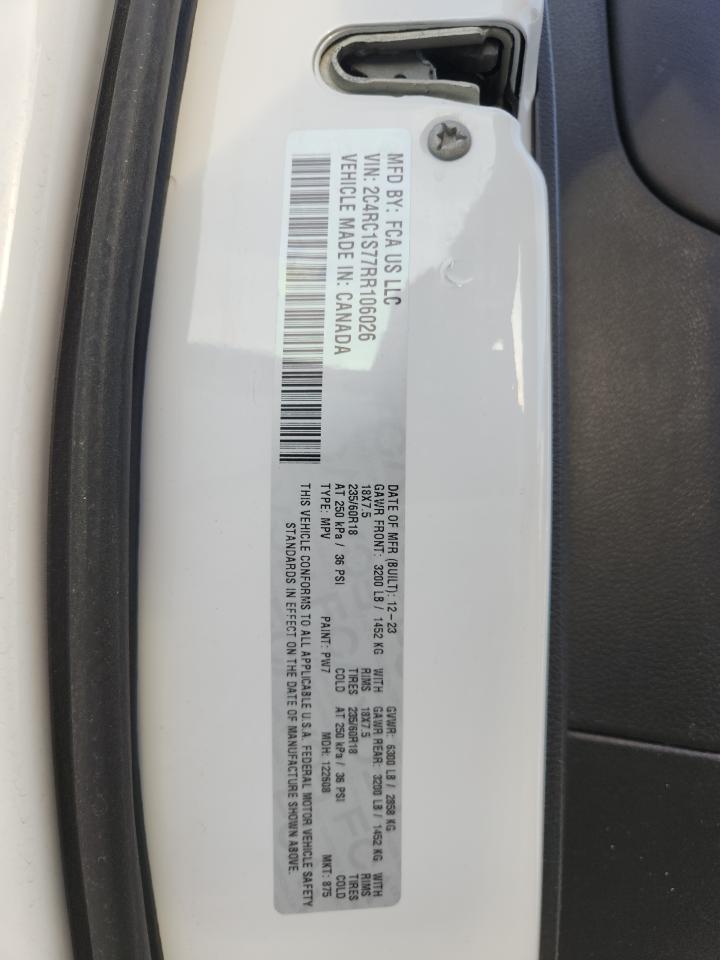 MFD BY: FCA US LLC
VIN: 2C4RC1S77RR106026
VEHICLE MADE IN: CANADA
DATE OF MFR (BUILT): 12-23 GVWR: 6300 LB / 2858 KG
GAWR FRONT: 3200 LB / 1452 KG WITH GAWR REAR: 3200 LB / 1452 KG WITH
18X7.5 RIMS 18X7.5 RIMS
235/60R18 TIRES 235/60R18 TIRES
AT 250 kPa / 36 PSI COLD AT 250 kPa / 36 PSI COLD
TYPE: MPV PAINT: PW7 MDH: 122608 MKT: 875
THIS VEHICLE CONFORMS TO ALL APPLICABLE U.S.A. FEDERAL MOTOR VEHICLE SAFETY
STANDARDS IN EFFECT ON THE DATE OF MANUFACTURE SHOWN ABOVE.